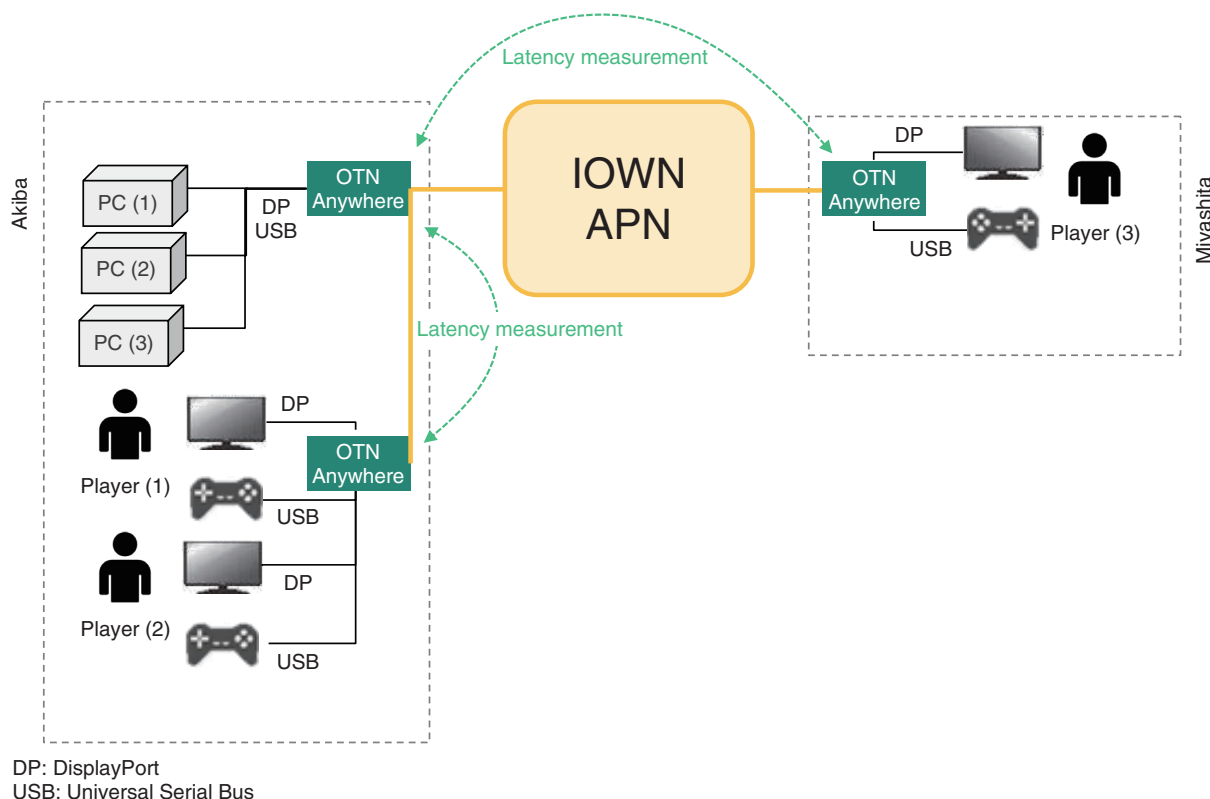 Latency measurement
Akiba
PC (1)
PC (2)
PC (3)
DP
USB
OTN
Anywhere
IOWN
APN
OTN
Anywhere
DP
USB
Player (3)
Miyashita
Latency measurement
Player (1)
DP
USB
OTN
Anywhere
Player (2)
DP
USB
DP: DisplayPort
USB: Universal Serial Bus